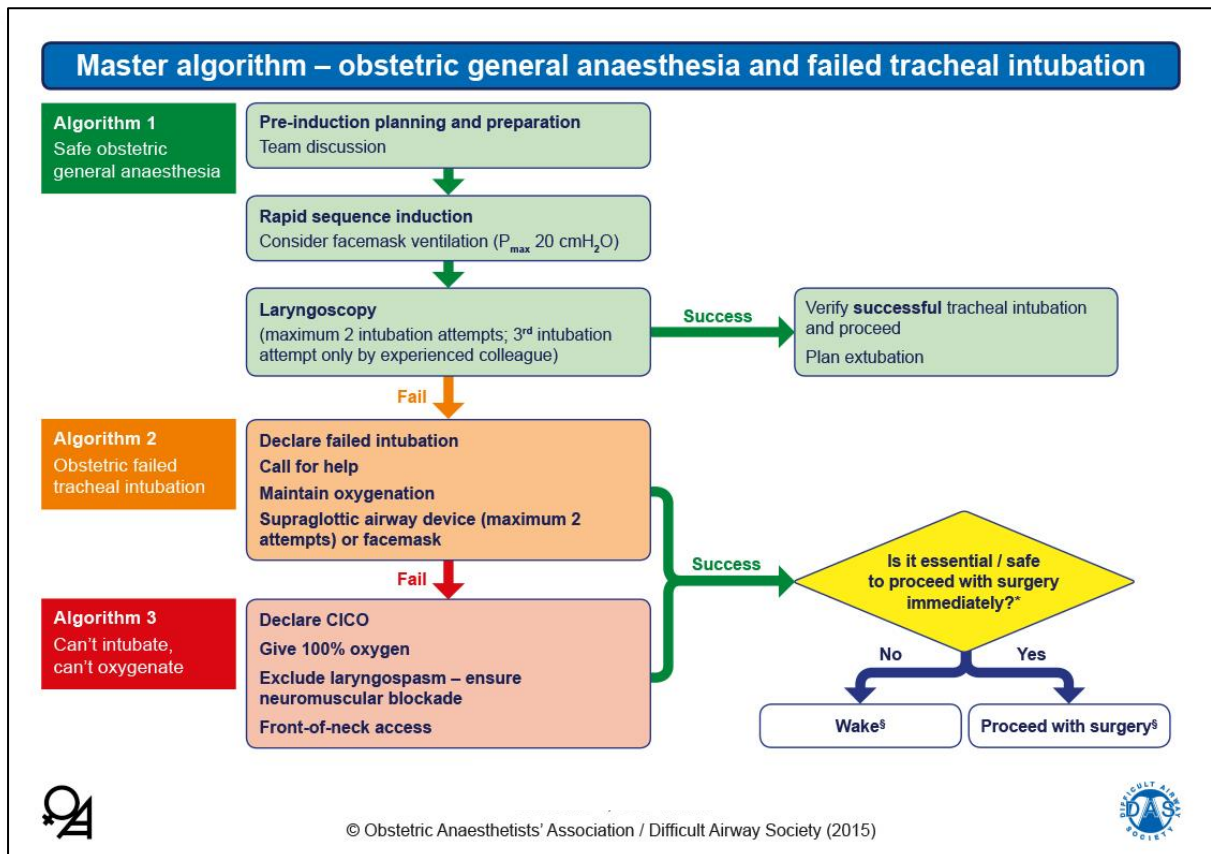 Master algorithm – obstetric general anaesthesia and failed tracheal intubation
Algorithm 1
Safe obstetric
general anaesthesia
Pre-induction planning and preparation
Team discussion
Rapid sequence induction
Consider facemask ventilation (Pmax 20 cmH2O)
Laryngoscopy
(maximum 2 intubation attempts; 3rd intubation
attempt only by experienced colleague)
Success
Verify successful tracheal intubation
and proceed
Plan extubation
Fail
Algorithm 2
Obstetric failed
tracheal intubation
Declare failed intubation
Call for help
Maintain oxygenation
Supraglottic airway device (maximum 2
attempts) or facemask
Fail
Success
Is it essential / safe
to proceed with surgery
immediately?*
Algorithm 3
Can't intubate,
can't oxygenate
Declare CICO
Give 100% oxygen
Exclude laryngospasm – ensure
neuromuscular blockade
Front-of-neck access
No
Yes
Wake§
Proceed with surgery§
© Obstetric Anaesthetists' Association / Difficult Airway Society (2015)
DIFFICULT AIRWAY
DAS
SOCIETY